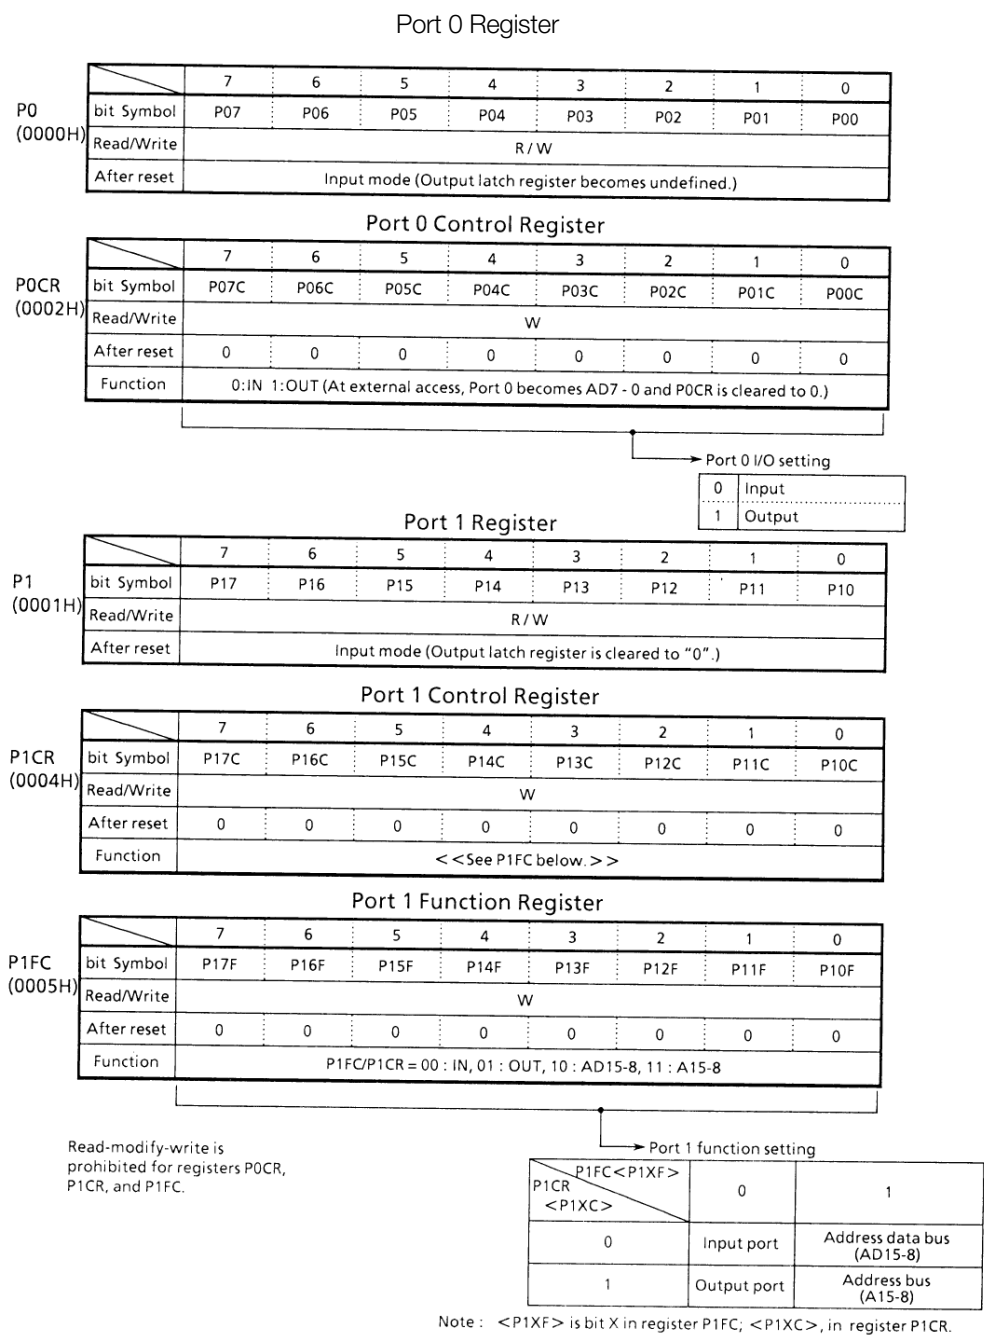 Port 0 Register
7 6 5 4 3 2 1 0
P0
(0000H)
bit Symbol P07 P06 P05 P04 P03 P02 P01 P00
Read/Write R / W
After reset Input mode (Output latch register becomes undefined.)
Port 0 Control Register
7 6 5 4 3 2 1 0
P0CR
(0002H)
bit Symbol P07C P06C P05C P04C P03C P02C P01C P00C
Read/Write W
After reset 0 0 0 0 0 0 0 0
Function 0:IN 1:OUT (At external access, Port 0 becomes AD7 - 0 and P0CR is cleared to 0.)
Port 0 I/O setting
0 Input
1 Output
Port 1 Register
7 6 5 4 3 2 1 0
P1
(0001H)
bit Symbol P17 P16 P15 P14 P13 P12 P11 P10
Read/Write R / W
After reset Input mode (Output latch register is cleared to "0".)
Port 1 Control Register
7 6 5 4 3 2 1 0
P1CR
(0004H)
bit Symbol P17C P16C P15C P14C P13C P12C P11C P10C
Read/Write W
After reset 0 0 0 0 0 0 0 0
Function <<See P1FC below.>>
Port 1 Function Register
7 6 5 4 3 2 1 0
P1FC
(0005H)
bit Symbol P17F P16F P15F P14F P13F P12F P11F P10F
Read/Write W
After reset 0 0 0 0 0 0 0 0
Function P1FC/P1CR = 00 : IN, 01 : OUT, 10 : AD15-8, 11 : A15-8
Read-modify-write is
prohibited for registers P0CR,
P1CR, and P1FC.
Port 1 function setting
P1FC<P1XF>
P1CR
<P1XC>
0 1
0 Input port Address data bus
(AD15-8)
1 Output port Address bus
(A15-8)
Note : <P1XF> is bit X in register P1FC; <P1XC>, in register P1CR.